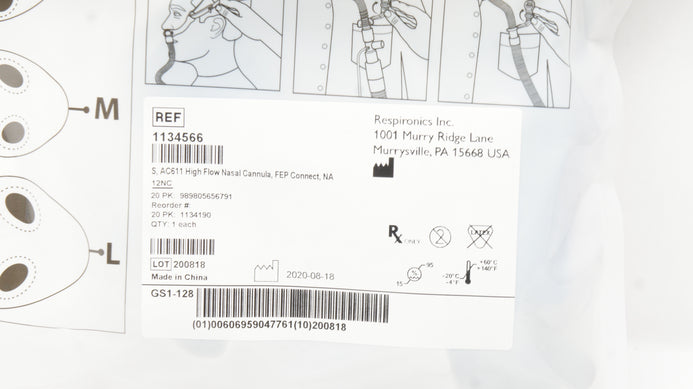 M
L
REF
1134566
S, AC611 High Flow Nasal Cannula, FEP Connect, NA
12NC
20 PK: 989805656791
Reorder #:
20 PK: 1134190
QTY: 1 each
LOT 200818
Made in China
2020-08-18
Respironics Inc.
1001 Murry Ridge Lane
Murrysville, PA 15668 USA
Rx ONLY
2
LATEX
95
15
+60°C
+140°F
-20°C
-4°F
GS1-128
(01)00606959047761(10)200818